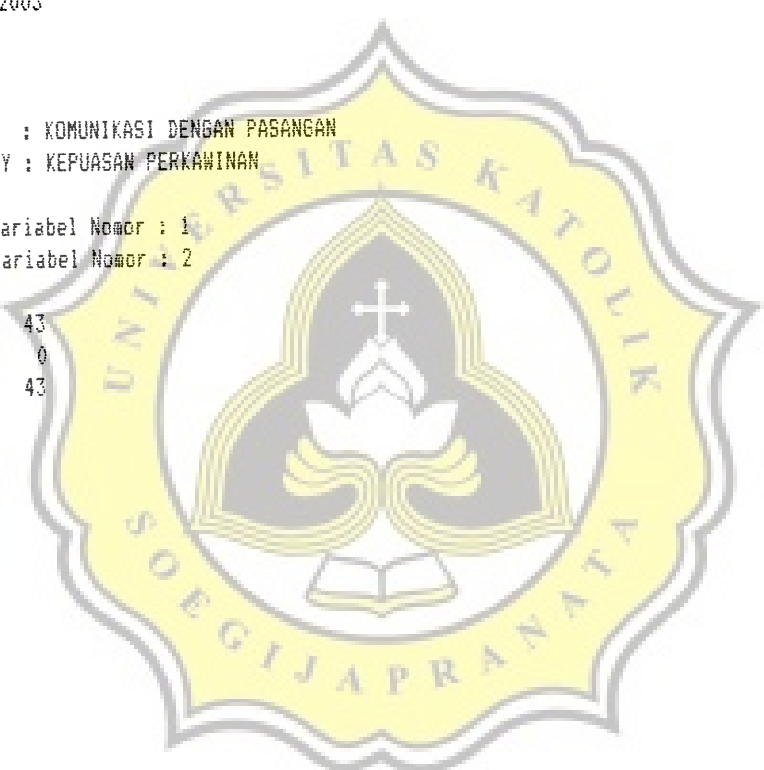 2003
: KOMUNIKASI DENGAN PASANGAN
Y : KEPUASAN PERKAWINAN
ariabel Nomor : 1
ariabel Nomor : 2
43
0
43
UNIVERSITAS KATOLIK
SOEGIJAPRANATA